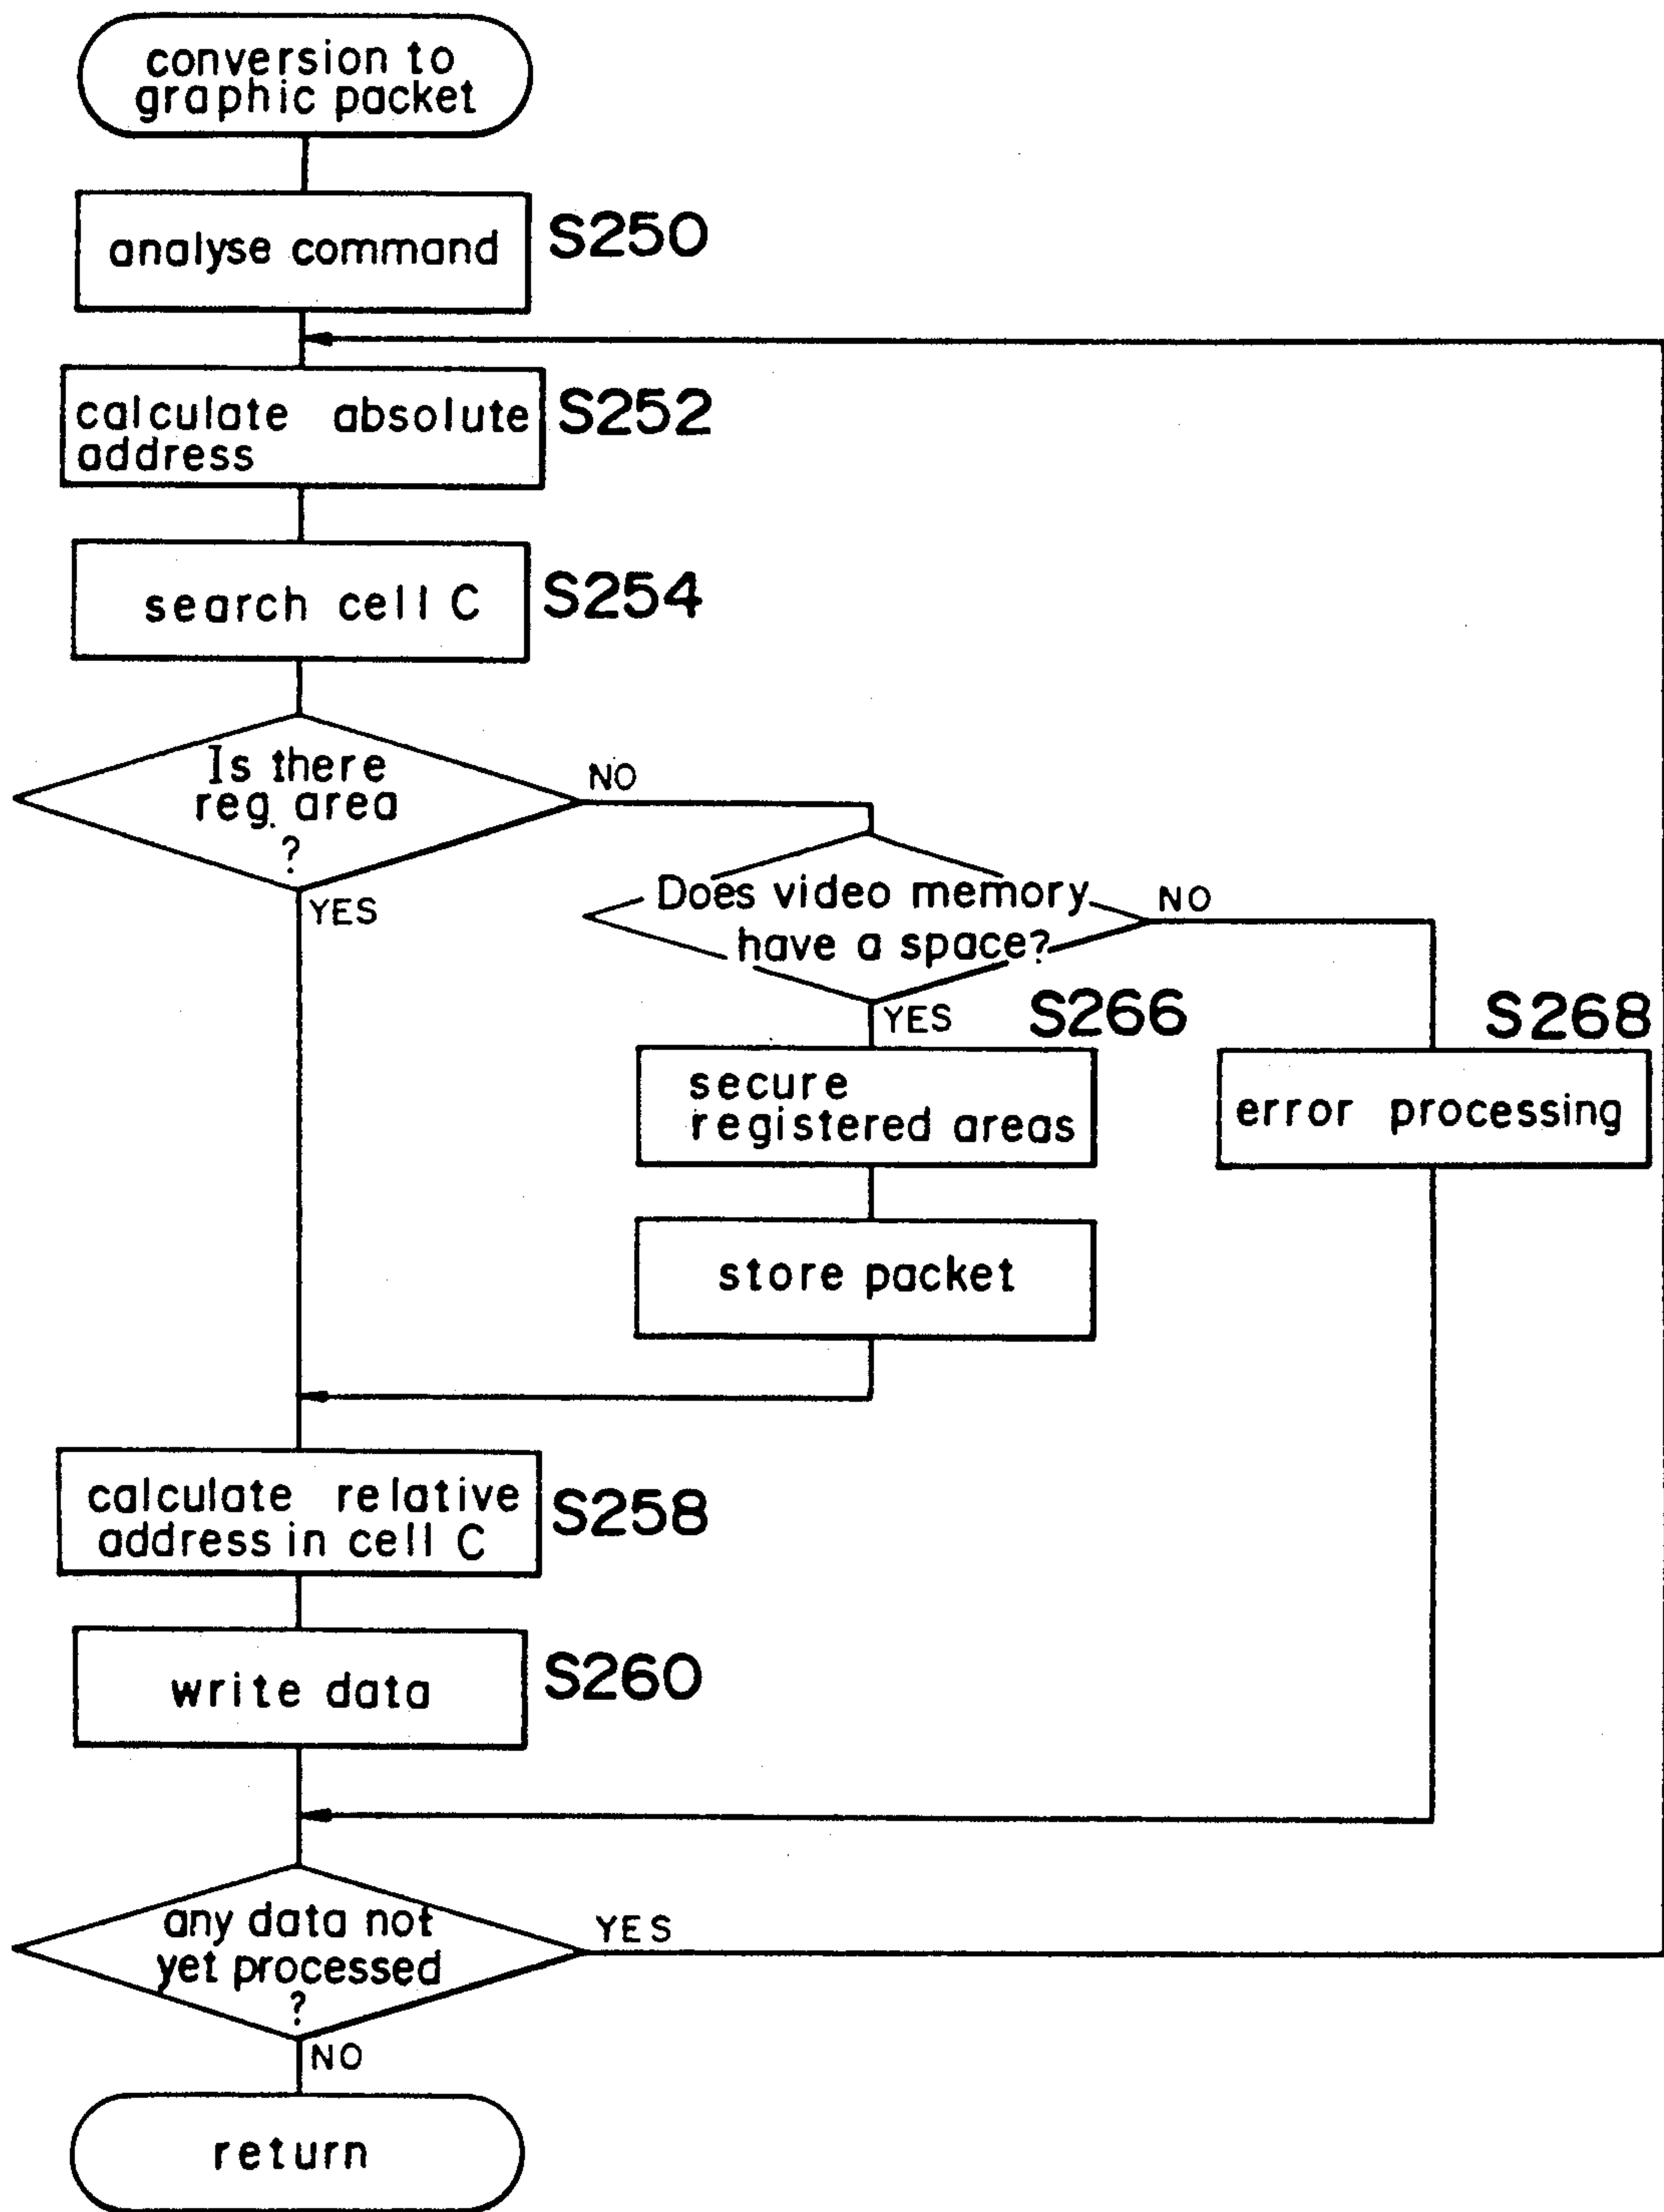 conversion to
graphic packet
analyse command
S250
calculate absolute
address
S252
search cell C
S254
Is there
reg. area
?
NO
YES
Does video memory
have a space?
NO
YES
S266
S268
secure
registered areas
error processing
store packet
calculate relative
address in cell C
S258
write data
S260
any data not
yet processed
?
YES
NO
return